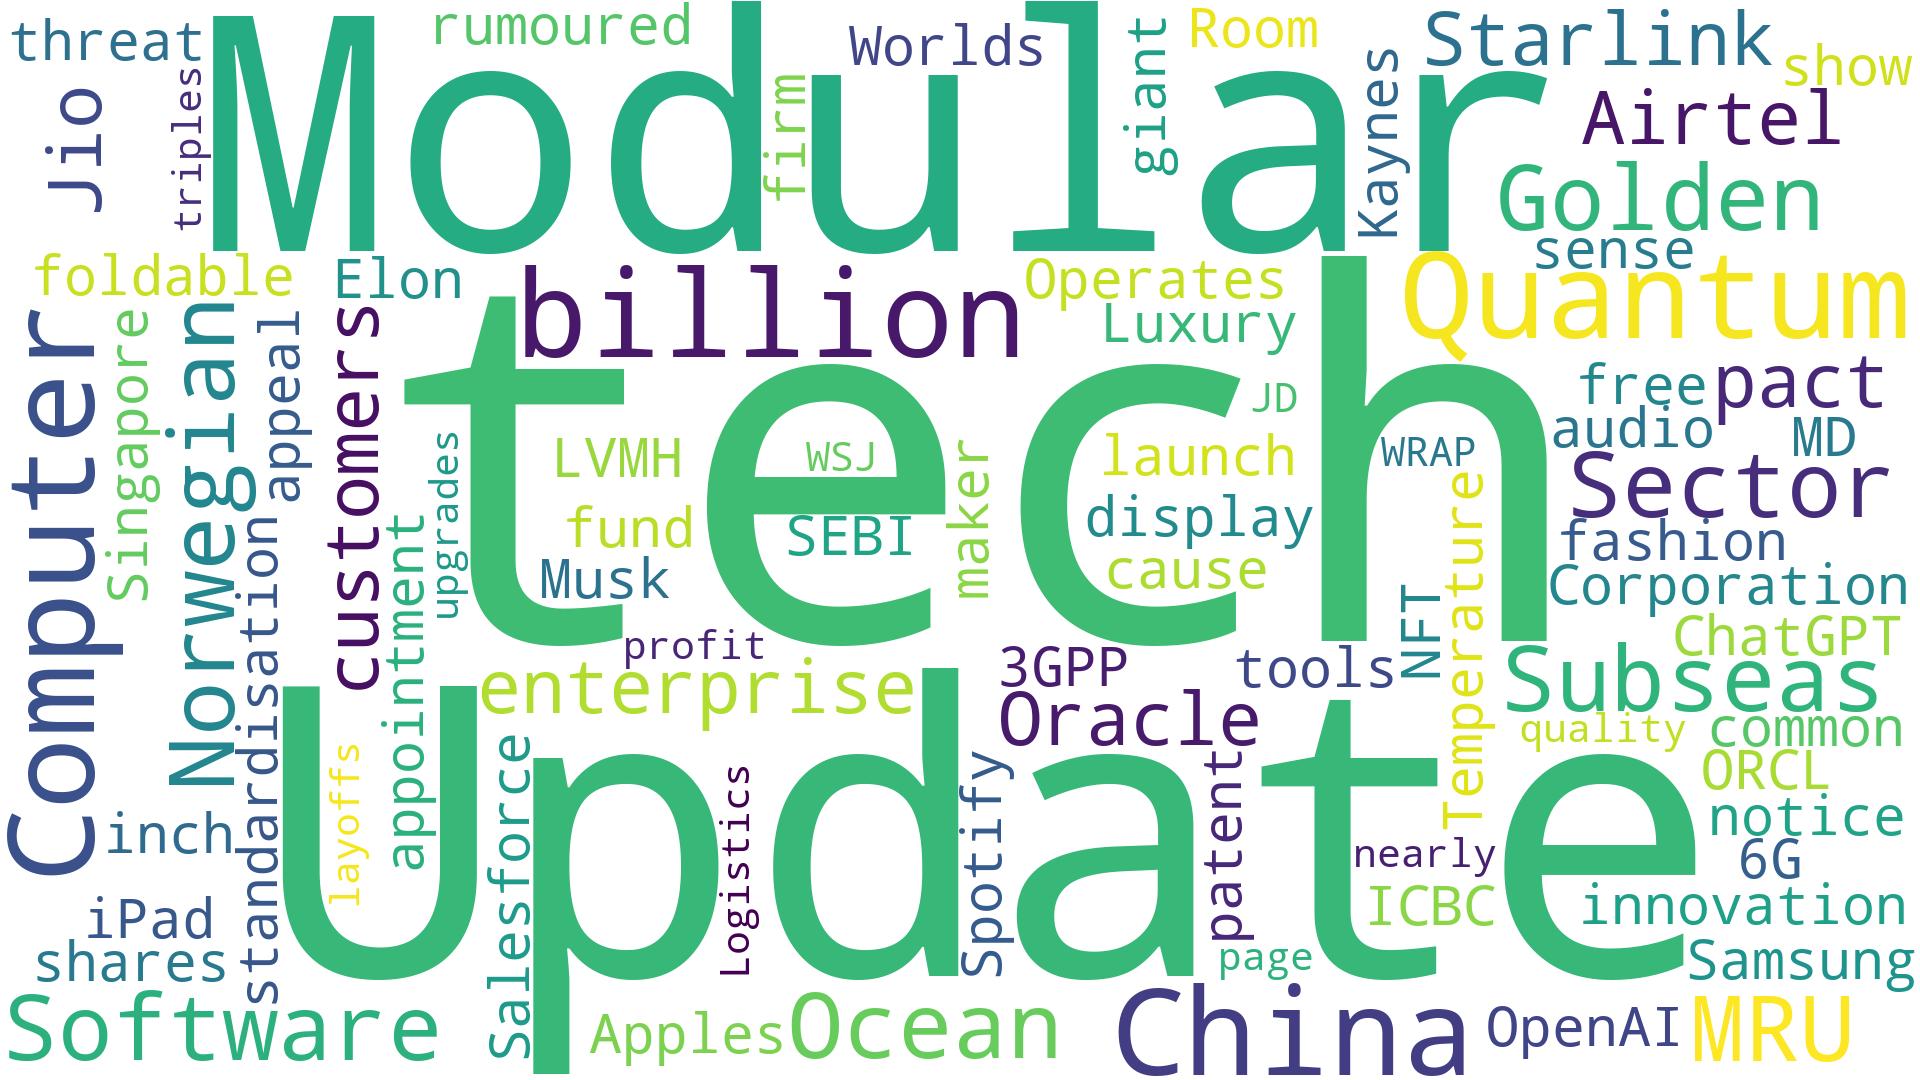 threat
rumoured
Worlds
giant
Room
Starlink
show
Jio
triples
Modular
firm
Kaynes
Airtel
Golden
sense
foldable
Elon
billion
Operates
Luxury
Quantum
Computer
Singapore
Norwegian
appeal
customers
tech
JD
free
pact
audio
MD
LVMH
WSJ
launch
WRAP
upgrades
maker
Sector
fund
SEBI
display
fashion
Musk
cause
Corporation
standardisation
appointment
NFT
Temperature
ChatGPT
profit
enterprise
3GPP
tools
Subseas
Oracle
quality
common
ORCL
Update
layoffs
Salesforce
Logistics
Spotify
patent
notice
inch
nearly
6G
iPad
ICBC
innovation
shares
page
Samsung
Software
Apples
Ocean
China
OpenAI
MRU